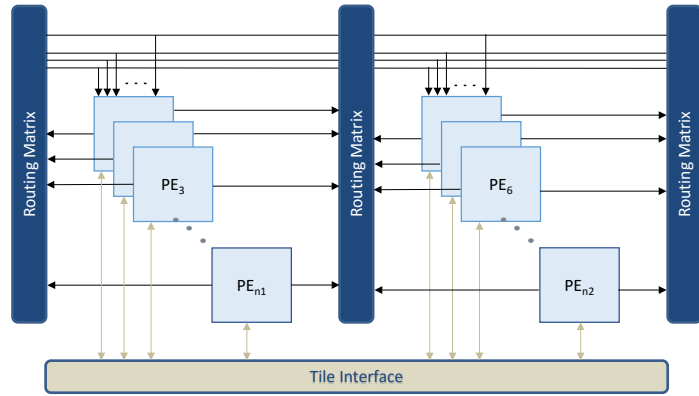 Routing Matrix
Routing Matrix
Routing Matrix
. . .
. . .
PE3
PE6
PEn1
PEn2
Tile Interface